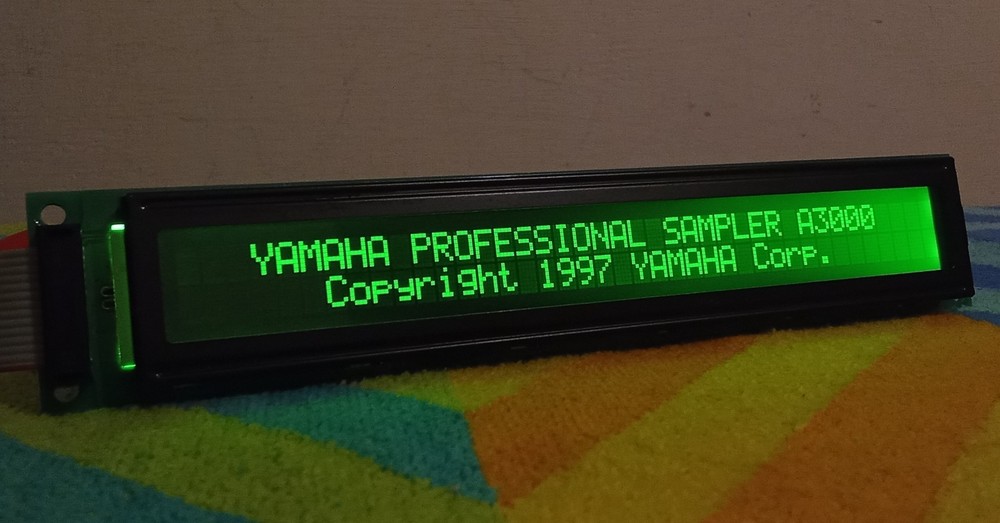 YAMAHA PROFESSIONAL SAMPLER A3000
Copyright 1997 YAMAHA Corp.